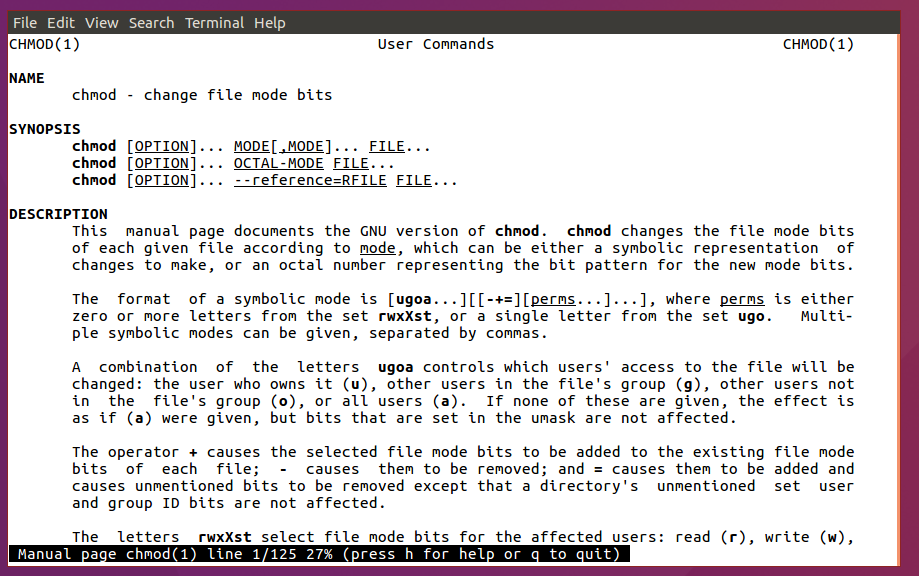 File Edit View Search Terminal Help
CHMOD(1) User Commands CHMOD(1)
NAME
chmod - change file mode bits
SYNOPSIS
chmod [OPTION]... MODE[,MODE]... FILE...
chmod [OPTION]... OCTAL-MODE FILE...
chmod [OPTION]... --reference=RFILE FILE...
DESCRIPTION
This manual page documents the GNU version of chmod. chmod changes the file mode bits
of each given file according to mode, which can be either a symbolic representation of
changes to make, or an octal number representing the bit pattern for the new mode bits.
The format of a symbolic mode is [ugoa...][[-+=][perms...]...], where perms is either
zero or more letters from the set rwxXst, or a single letter from the set ugo. Multi-
ple symbolic modes can be given, separated by commas.
A combination of the letters ugoa controls which users' access to the file will be
changed: the user who owns it (u), other users in the file's group (g), other users not
in the file's group (o), or all users (a). If none of these are given, the effect is
as if (a) were given, but bits that are set in the umask are not affected.
The operator + causes the selected file mode bits to be added to the existing file mode
bits of each file; - causes them to be removed; and = causes them to be added and
causes unmentioned bits to be removed except that a directory's unmentioned set user
and group ID bits are not affected.
The letters rwxXst select file mode bits for the affected users: read (r), write (w),
Manual page chmod(1) line 1/125 27% (press h for help or q to quit)